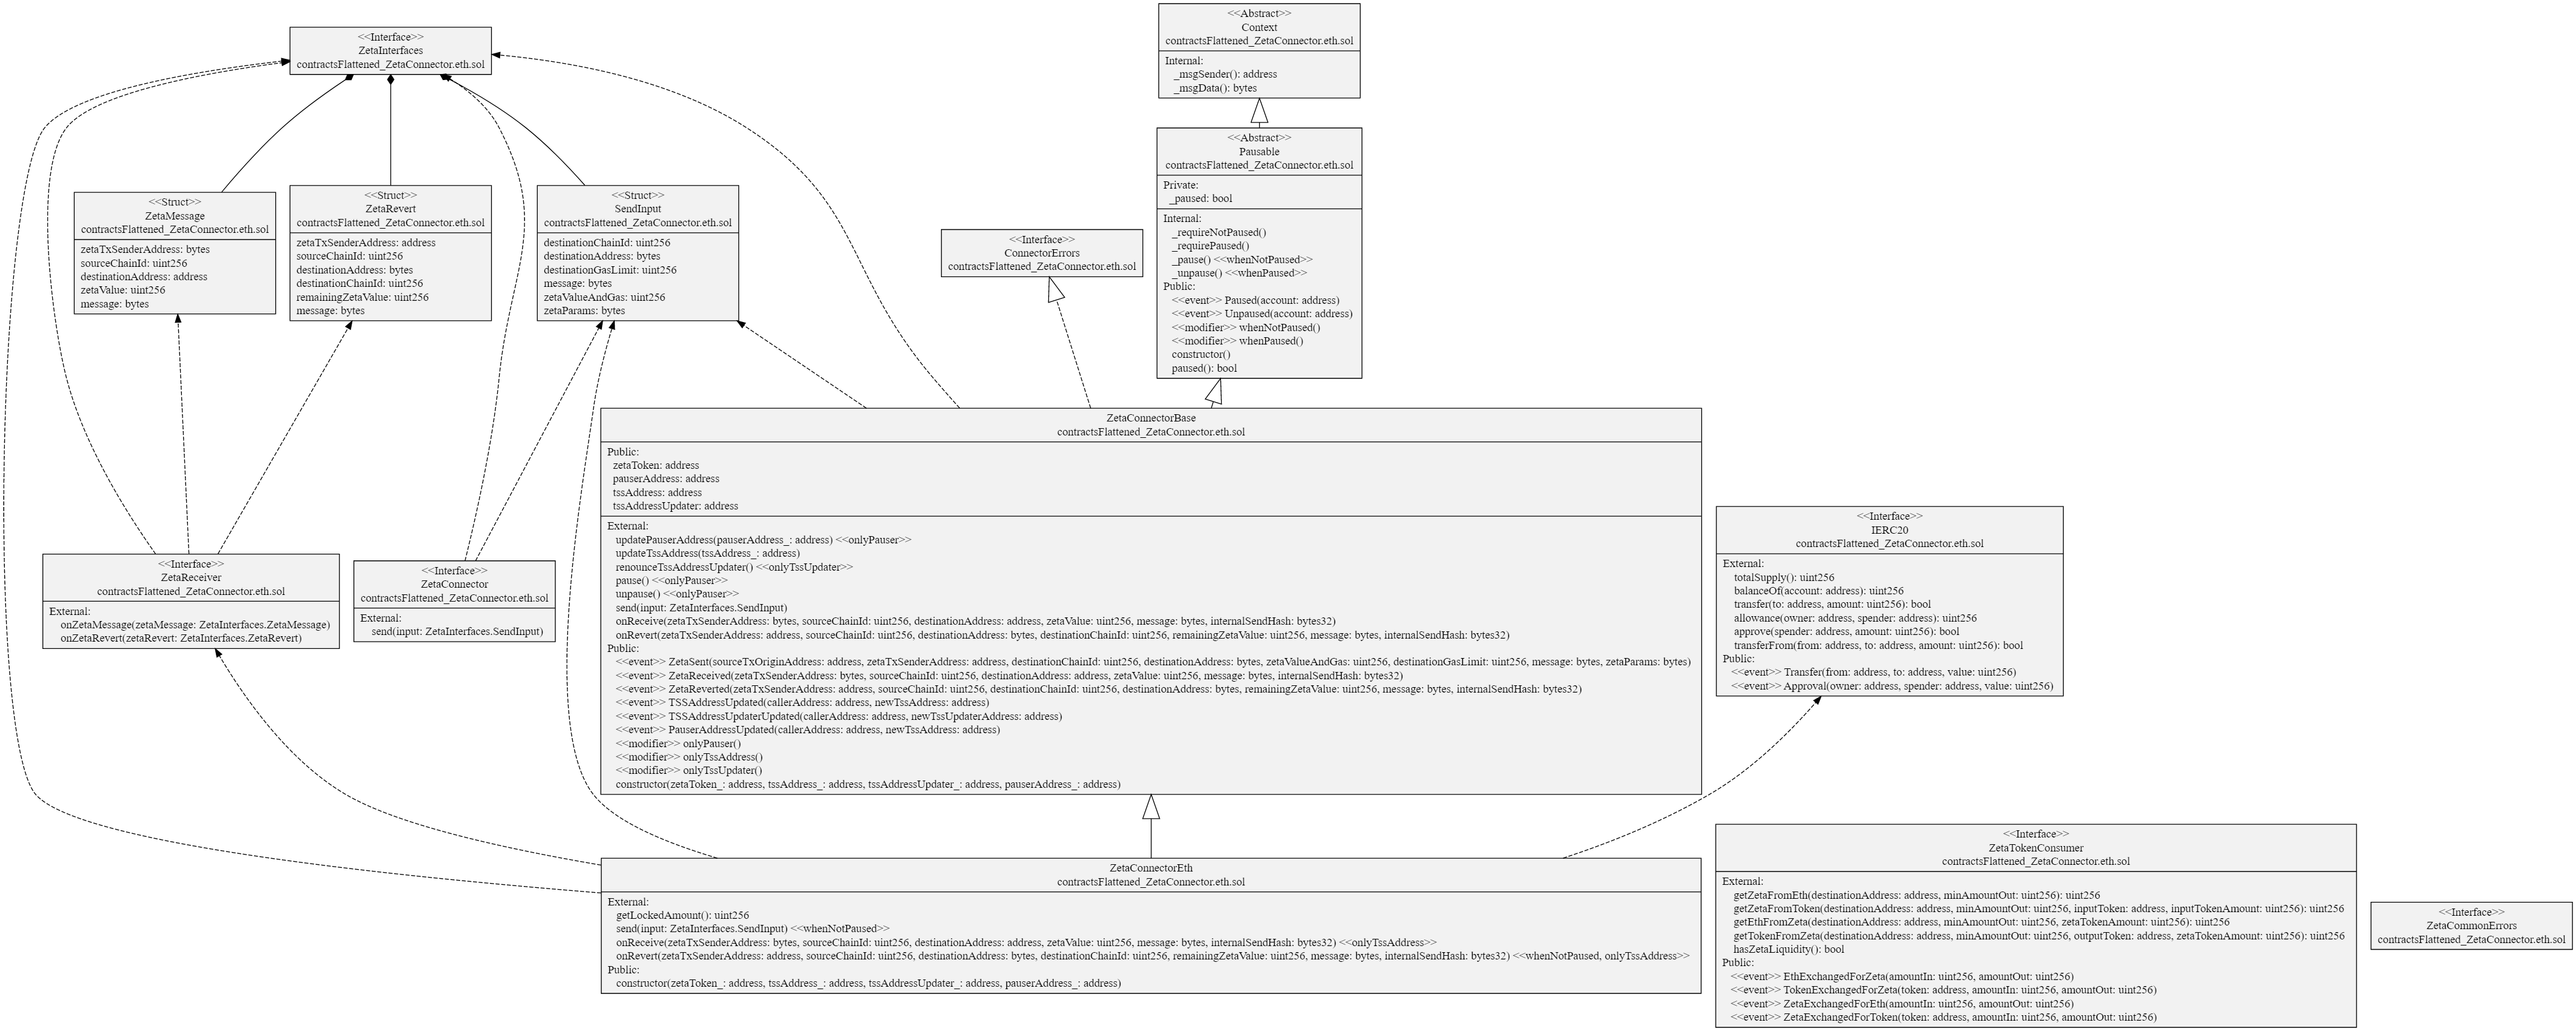 <<Interface>>
ZetaInterfaces
contractsFlattened_ZetaConnector.eth.sol
<<Abstract>>
Context
contractsFlattened_ZetaConnector.eth.sol
Internal:
_msgSender(): address
_msgData(): bytes
<<Abstract>>
Pausable
contractsFlattened_ZetaConnector.eth.sol
Private:
_paused: bool
Internal:
_requireNotPaused()
_requirePaused()
_pause() <<whenNotPaused>>
_unpause() <<whenPaused>>
Public:
<<event>> Paused(account: address)
<<event>> Unpaused(account: address)
<<modifier>> whenNotPaused()
<<modifier>> whenPaused()
constructor()
paused(): bool
<<Struct>>
ZetaMessage
contractsFlattened_ZetaConnector.eth.sol
zetaTxSenderAddress: bytes
sourceChainId: uint256
destinationAddress: address
zetaValue: uint256
message: bytes
<<Struct>>
ZetaRevert
contractsFlattened_ZetaConnector.eth.sol
zetaTxSenderAddress: address
sourceChainId: uint256
destinationAddress: bytes
destinationChainId: uint256
remainingZetaValue: uint256
message: bytes
<<Struct>>
SendInput
contractsFlattened_ZetaConnector.eth.sol
destinationChainId: uint256
destinationAddress: bytes
destinationGasLimit: uint256
message: bytes
zetaValueAndGas: uint256
zetaParams: bytes
<<Interface>>
ConnectorErrors
contractsFlattened_ZetaConnector.eth.sol
ZetaConnectorBase
contractsFlattened_ZetaConnector.eth.sol
Public:
zetaToken: address
pauserAddress: address
tssAddress: address
tssAddressUpdater: address
External:
updatePauserAddress(pauserAddress_: address) <<onlyPauser>>
updateTssAddress(tssAddress_: address)
renounceTssAddressUpdater() <<onlyTssUpdater>>
pause() <<onlyPauser>>
unpause() <<onlyPauser>>
send(input: ZetaInterfaces.SendInput)
onReceive(zetaTxSenderAddress: bytes, sourceChainId: uint256, destinationAddress: address, zetaValue: uint256, message: bytes, internalSendHash: bytes32)
onRevert(zetaTxSenderAddress: address, sourceChainId: uint256, destinationAddress: bytes, destinationChainId: uint256, remainingZetaValue: uint256, message: bytes, internalSendHash: bytes32)
Public:
<<event>> ZetaSent(sourceTxOriginAddress: address, zetaTxSenderAddress: address, destinationChainId: uint256, destinationAddress: bytes, zetaValueAndGas: uint256, destinationGasLimit: uint256, message: bytes, zetaParams: bytes)
<<event>> ZetaReceived(zetaTxSenderAddress: bytes, sourceChainId: uint256, destinationAddress: address, zetaValue: uint256, message: bytes, internalSendHash: bytes32)
<<event>> ZetaReverted(zetaTxSenderAddress: address, sourceChainId: uint256, destinationChainId: uint256, destinationAddress: bytes, remainingZetaValue: uint256, message: bytes, internalSendHash: bytes32)
<<event>> TSSAddressUpdated(callerAddress: address, newTssAddress: address)
<<event>> TSSAddressUpdaterUpdated(callerAddress: address, newTssUpdaterAddress: address)
<<event>> PauserAddressUpdated(callerAddress: address, newTssAddress: address)
<<modifier>> onlyPauser()
<<modifier>> onlyTssAddress()
<<modifier>> onlyTssUpdater()
constructor(zetaToken_: address, tssAddress_: address, tssAddressUpdater_: address, pauserAddress_: address)
<<Interface>>
ZetaReceiver
contractsFlattened_ZetaConnector.eth.sol
External:
onZetaMessage(zetaMessage: ZetaInterfaces.ZetaMessage)
onZetaRevert(zetaRevert: ZetaInterfaces.ZetaRevert)
<<Interface>>
ZetaConnector
contractsFlattened_ZetaConnector.eth.sol
External:
send(input: ZetaInterfaces.SendInput)
<<Interface>>
IERC20
contractsFlattened_ZetaConnector.eth.sol
External:
totalSupply(): uint256
balanceOf(account: address): uint256
transfer(to: address, amount: uint256): bool
allowance(owner: address, spender: address): uint256
approve(spender: address, amount: uint256): bool
transferFrom(from: address, to: address, amount: uint256): bool
Public:
<<event>> Transfer(from: address, to: address, value: uint256)
<<event>> Approval(owner: address, spender: address, value: uint256)
ZetaConnectorEth
contractsFlattened_ZetaConnector.eth.sol
External:
getLockedAmount(): uint256
send(input: ZetaInterfaces.SendInput) <<whenNotPaused>>
onReceive(zetaTxSenderAddress: bytes, sourceChainId: uint256, destinationAddress: address, zetaValue: uint256, message: bytes, internalSendHash: bytes32) <<onlyTssAddress>>
onRevert(zetaTxSenderAddress: address, sourceChainId: uint256, destinationAddress: bytes, destinationChainId: uint256, remainingZetaValue: uint256, message: bytes, internalSendHash: bytes32) <<whenNotPaused, onlyTssAddress>>
Public:
constructor(zetaToken_: address, tssAddress_: address, tssAddressUpdater_: address, pauserAddress_: address)
<<Interface>>
ZetaTokenConsumer
contractsFlattened_ZetaConnector.eth.sol
External:
getZetaFromEth(destinationAddress: address, minAmountOut: uint256): uint256
getZetaFromToken(destinationAddress: address, minAmountOut: uint256, inputToken: address, inputTokenAmount: uint256): uint256
getEthFromZeta(destinationAddress: address, minAmountOut: uint256, zetaTokenAmount: uint256): uint256
getTokenFromZeta(destinationAddress: address, minAmountOut: uint256, outputToken: address, zetaTokenAmount: uint256): uint256
hasZetaLiquidity(): bool
Public:
<<event>> EthExchangedForZeta(amountIn: uint256, amountOut: uint256)
<<event>> TokenExchangedForZeta(token: address, amountIn: uint256, amountOut: uint256)
<<event>> ZetaExchangedForEth(amountIn: uint256, amountOut: uint256)
<<event>> ZetaExchangedForToken(token: address, amountIn: uint256, amountOut: uint256)
<<Interface>>
ZetaCommonErrors
contractsFlattened_ZetaConnector.eth.sol